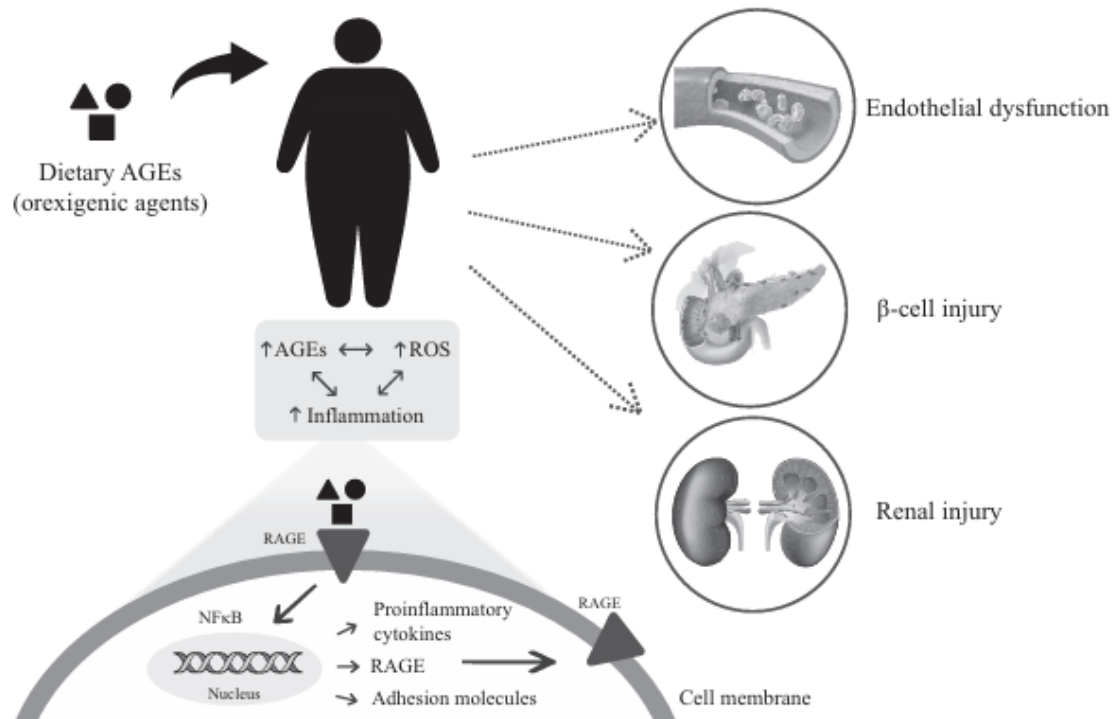 Dietary AGEs
(orexigenic agents)
Endothelial dysfunction
β-cell injury
Renal injury
↑AGEs ↔ ↑ROS
↑ Inflammation
RAGE
NFκB
Nucleus
Proinflammatory
cytokines
RAGE
Adhesion molecules
RAGE
Cell membrane